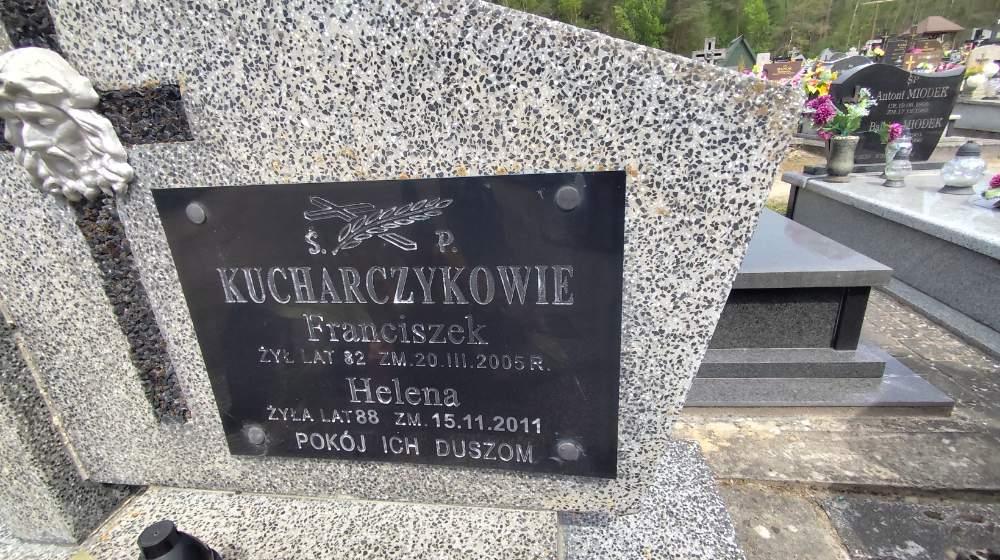 Ś. P.
KUCHARCZYKOWIE
Franciszek
ŻYŁ LAT 82 ZM. 20.III.2005 R.
Helena
ŻYŁA LAT 88 ZM. 15.11.2011
POKÓJ ICH DUSZOM
Antoni MIODEK
MIODEK